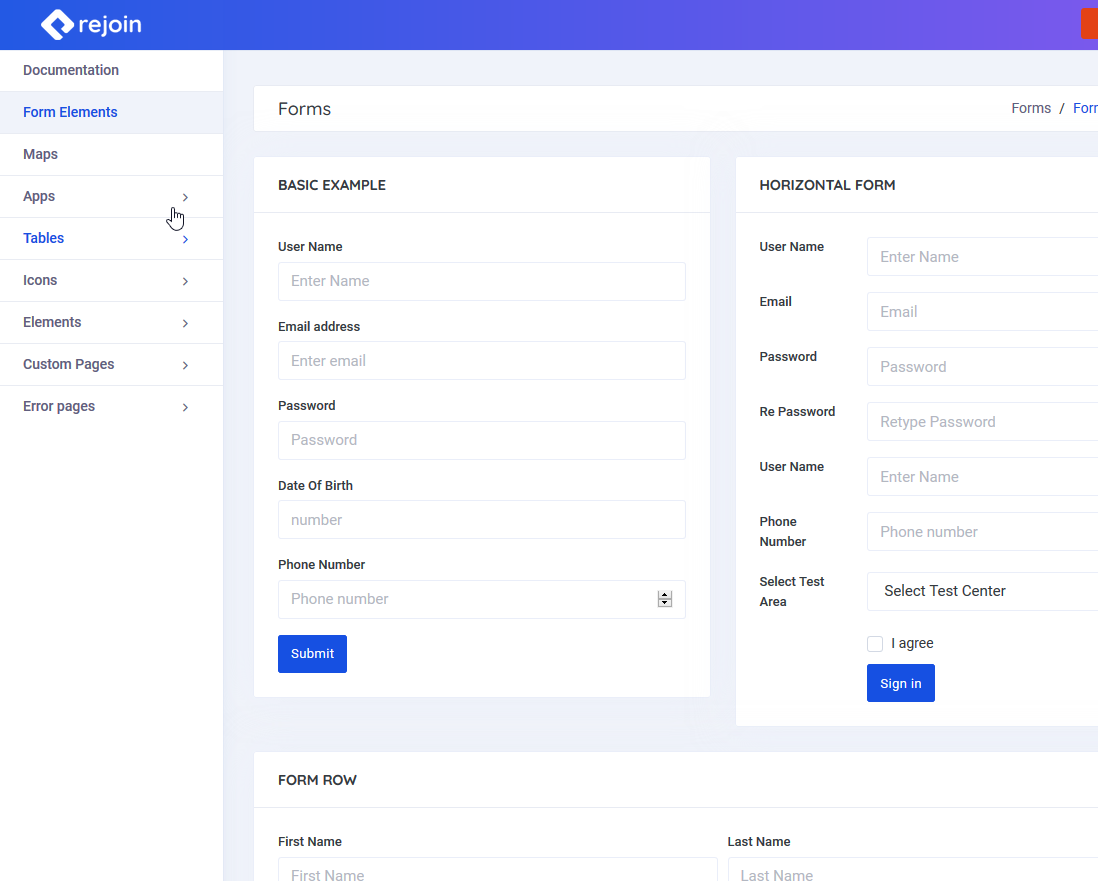 rejoin
Documentation
Form Elements
Maps
Apps
Tables
Icons
Elements
Custom Pages
Error pages
Forms
Forms /
BASIC EXAMPLE
User Name
Enter Name
Email address
Enter email
Password
Password
Date Of Birth
number
Phone Number
Phone number
Submit
HORIZONTAL FORM
User Name
Enter Name
Email
Email
Password
Password
Re Password
Retype Password
User Name
Enter Name
Phone
Number
Phone number
Select Test
Area
Select Test Center
I agree
Sign in
FORM ROW
First Name
First Name
Last Name
Last Name